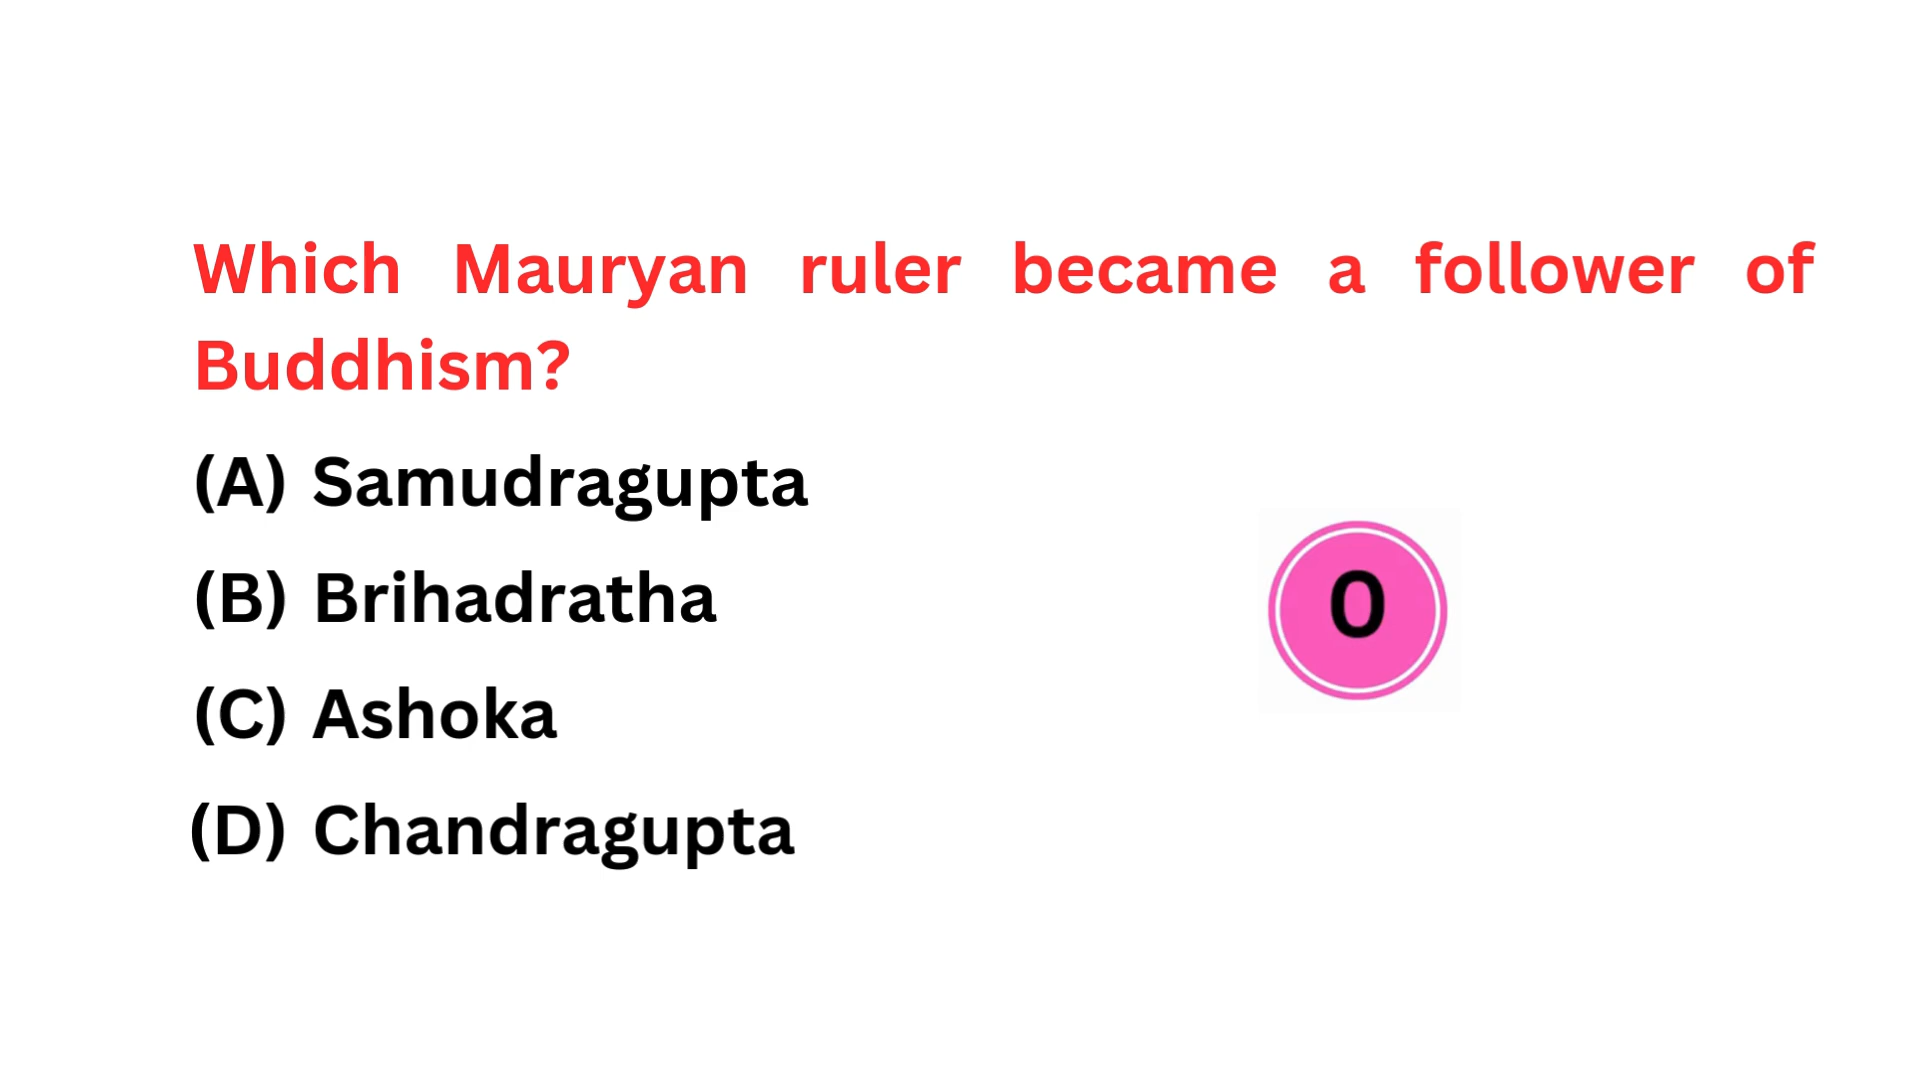 Which Mauryan ruler became a follower of
Buddhism?
(A) Samudragupta
(B) Brihadratha
0
(C) Ashoka
(D) Chandragupta